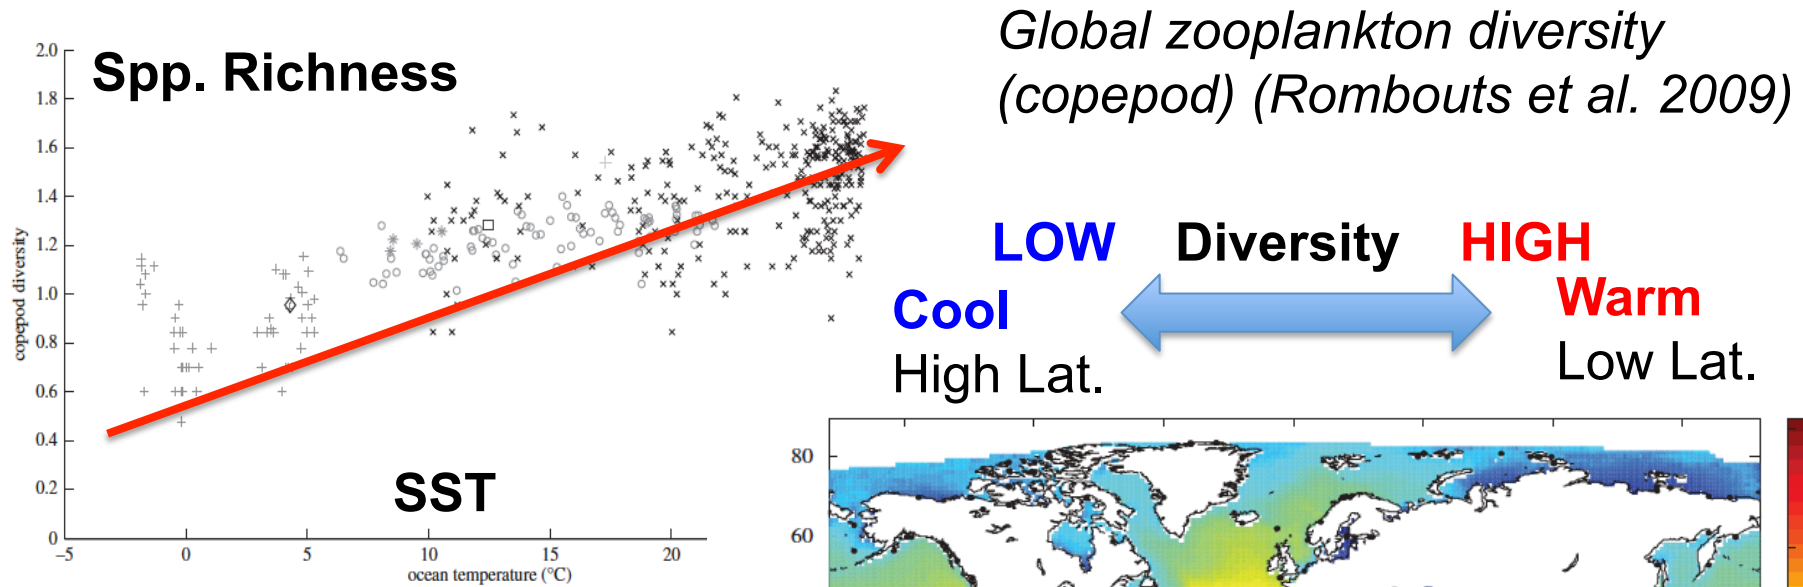 Global zooplankton diversity
(copepod) (Rombouts et al. 2009)
Spp. Richness
2.0
1.8
1.6
1.4
1.2
1.0
0.8
0.6
0.4
0.2
0
copepod diversity
SST
–5
0
5
10
15
20
ocean temperature (°C)
LOW Diversity HIGH
Cool Warm
High Lat. Low Lat.
80
60